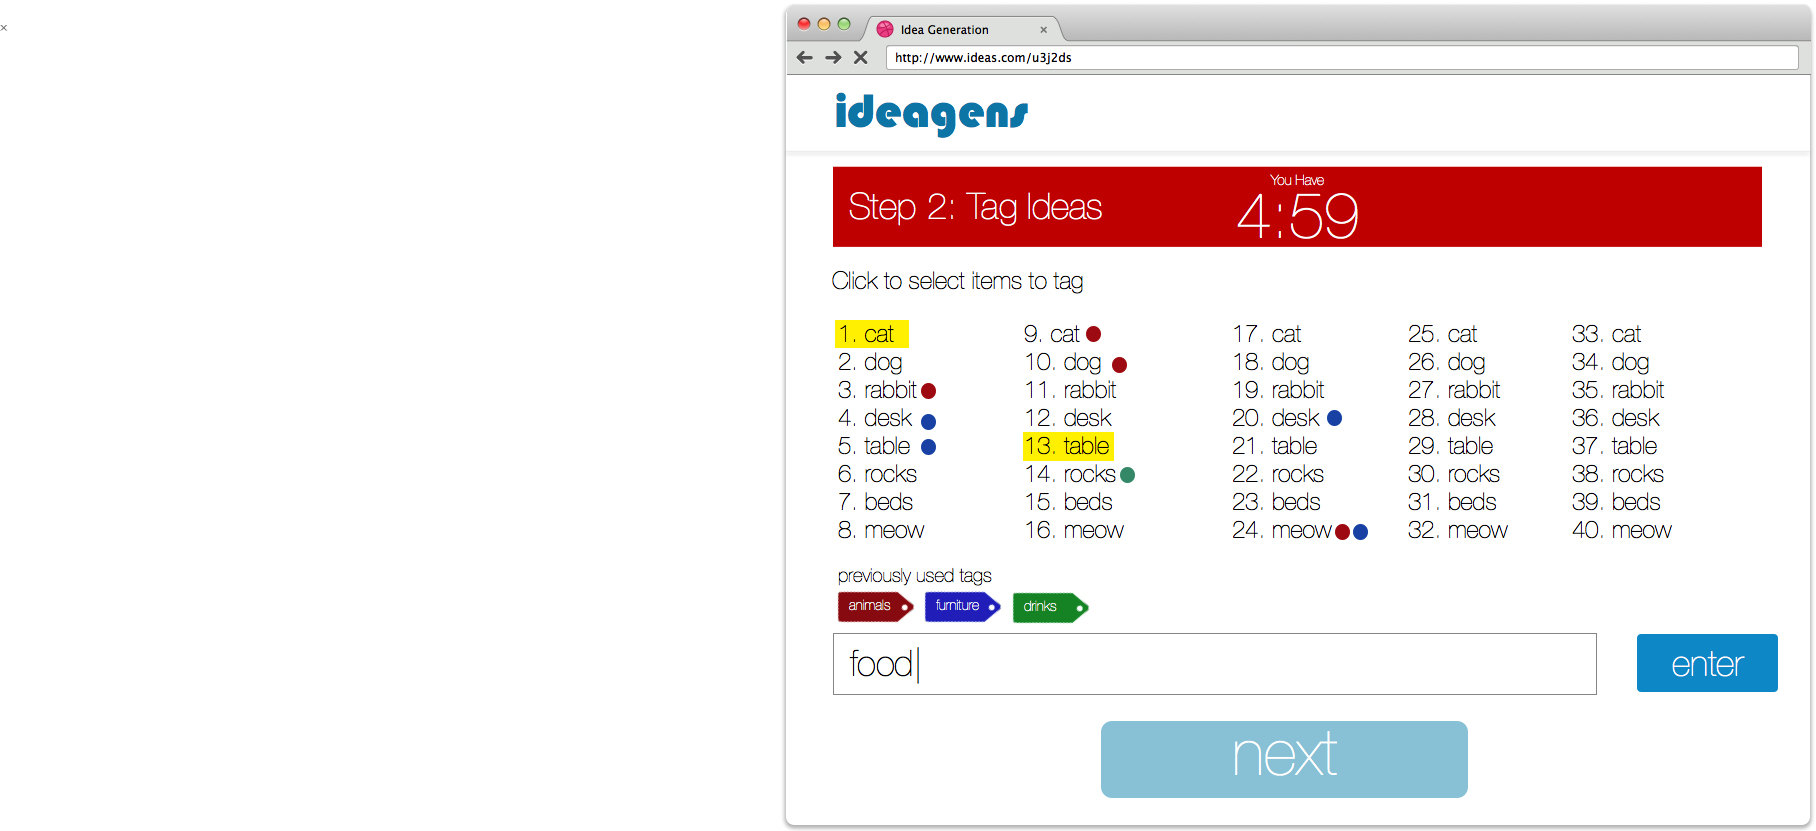 ×
Idea Generation ×
http://www.ideas.com/u3j2ds
ideagens
Step 2: Tag Ideas
You Have
4:59
Click to select items to tag
1. cat
2. dog
3. rabbit
4. desk
5. table
6. rocks
7. beds
8. meow
9. cat
10. dog
11. rabbit
12. desk
13. table
14. rocks
15. beds
16. meow
17. cat
18. dog
19. rabbit
20. desk
21. table
22. rocks
23. beds
24. meow
25. cat
26. dog
27. rabbit
28. desk
29. table
30. rocks
31. beds
32. meow
33. cat
34. dog
35. rabbit
36. desk
37. table
38. rocks
39. beds
40. meow
previously used tags
animals furniture drinks
food
enter
next